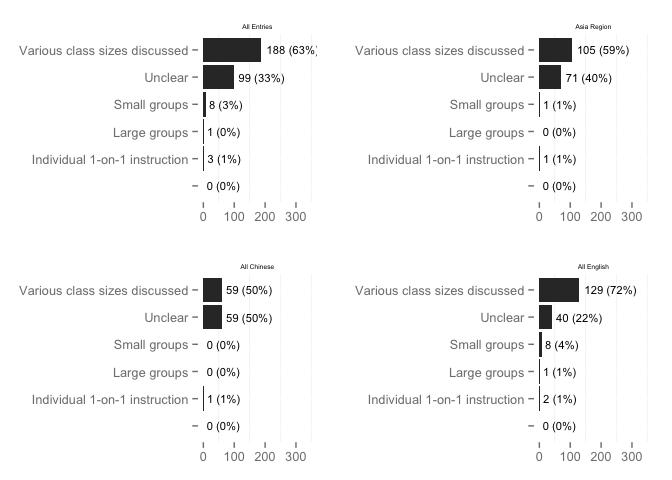 All Entries
Various class sizes discussed 188 (63%)
Unclear 99 (33%)
Small groups 8 (3%)
Large groups 1 (0%)
Individual 1-on-1 instruction 3 (1%)
0 (0%)
0 100 200 300
Asia Region
Various class sizes discussed 105 (59%)
Unclear 71 (40%)
Small groups 1 (1%)
Large groups 0 (0%)
Individual 1-on-1 instruction 1 (1%)
0 (0%)
0 100 200 300
All Chinese
Various class sizes discussed 59 (50%)
Unclear 59 (50%)
Small groups 0 (0%)
Large groups 0 (0%)
Individual 1-on-1 instruction 1 (1%)
0 (0%)
0 100 200 300
All English
Various class sizes discussed 129 (72%)
Unclear 40 (22%)
Small groups 8 (4%)
Large groups 1 (1%)
Individual 1-on-1 instruction 2 (1%)
0 (0%)
0 100 200 300